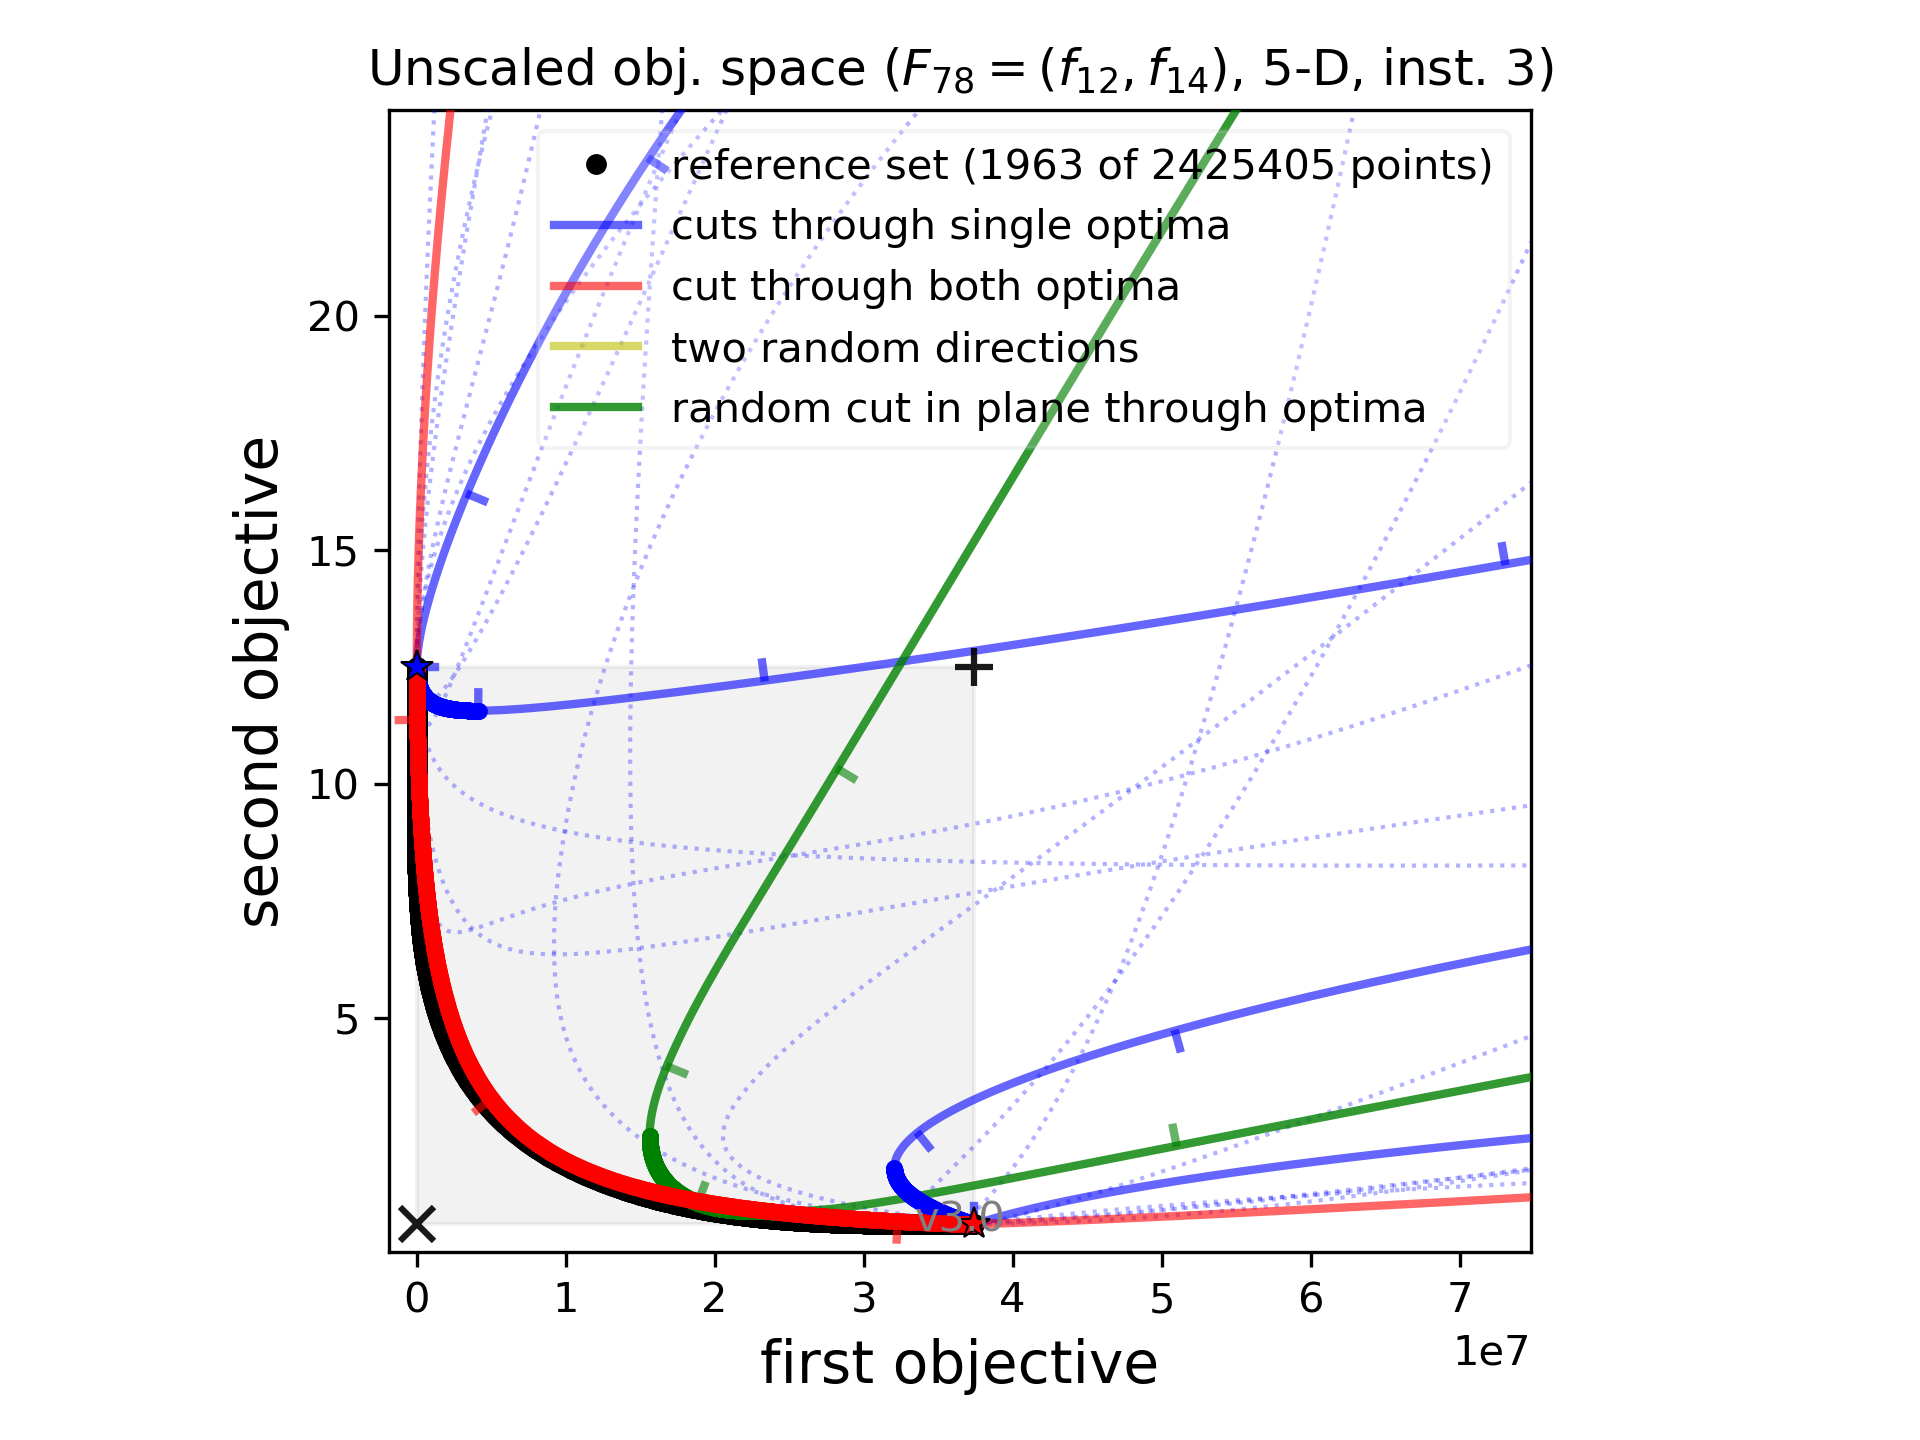 Unscaled obj. space (F78 = (f12, f14), 5-D, inst. 3)
reference set (1963 of 2425405 points)
cuts through single optima
cut through both optima
two random directions
random cut in plane through optima
second objective
20
15
10
5
v3.0
0 1 2 3 4 5 6 7
1e7
first objective